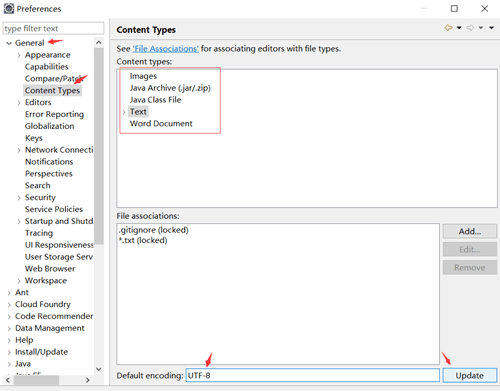 Preferences
type filter text
General
Appearance
Capabilities
Compare/Patch
Content Types
Editors
Error Reporting
Globalization
Keys
Network Connecti
Notifications
Perspectives
Search
Security
Service Policies
Startup and Shutd
Tracing
UI Responsiveness
User Storage Serv
Web Browser
Workspace
Ant
Cloud Foundry
Code Recommender
Data Management
Help
Install/Update
Java
Content Types
See 'File Associations' for associating editors with file types.
Content types:
Images
Java Archive (.jar/.zip)
Java Class File
Text
Word Document
File associations:
.gitignore (locked)
*.txt (locked)
Add...
Edit...
Remove
Default encoding: UTF-8 Update